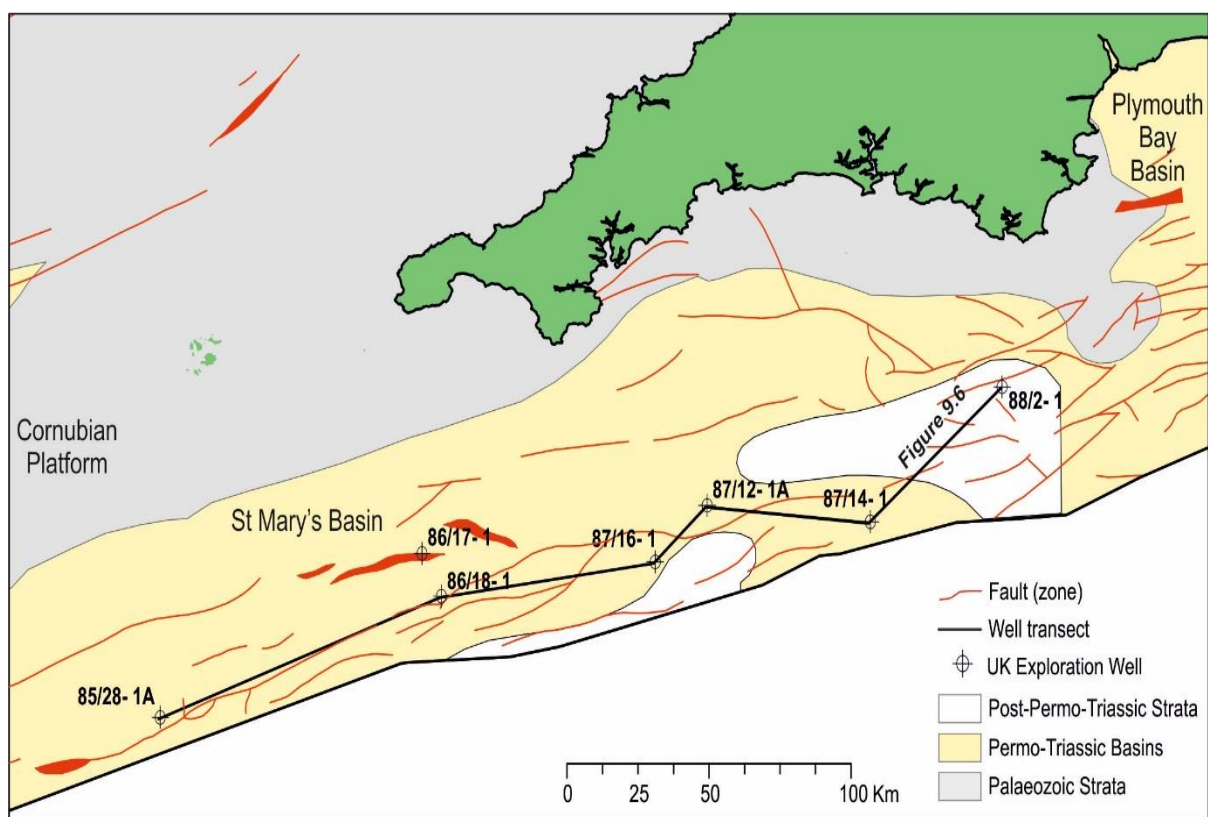 Plymouth
Bay
Basin
Cornubian
Platform
St Mary's Basin
86/17- 1
86/18- 1
87/16- 1
87/12- 1A
87/14- 1
Figure 9.6
88/2- 1
85/28- 1A
Fault (zone)
Well transect
UK Exploration Well
Post-Permo-Triassic Strata
Permo-Triassic Basins
Palaeozoic Strata
0 50 100 Km